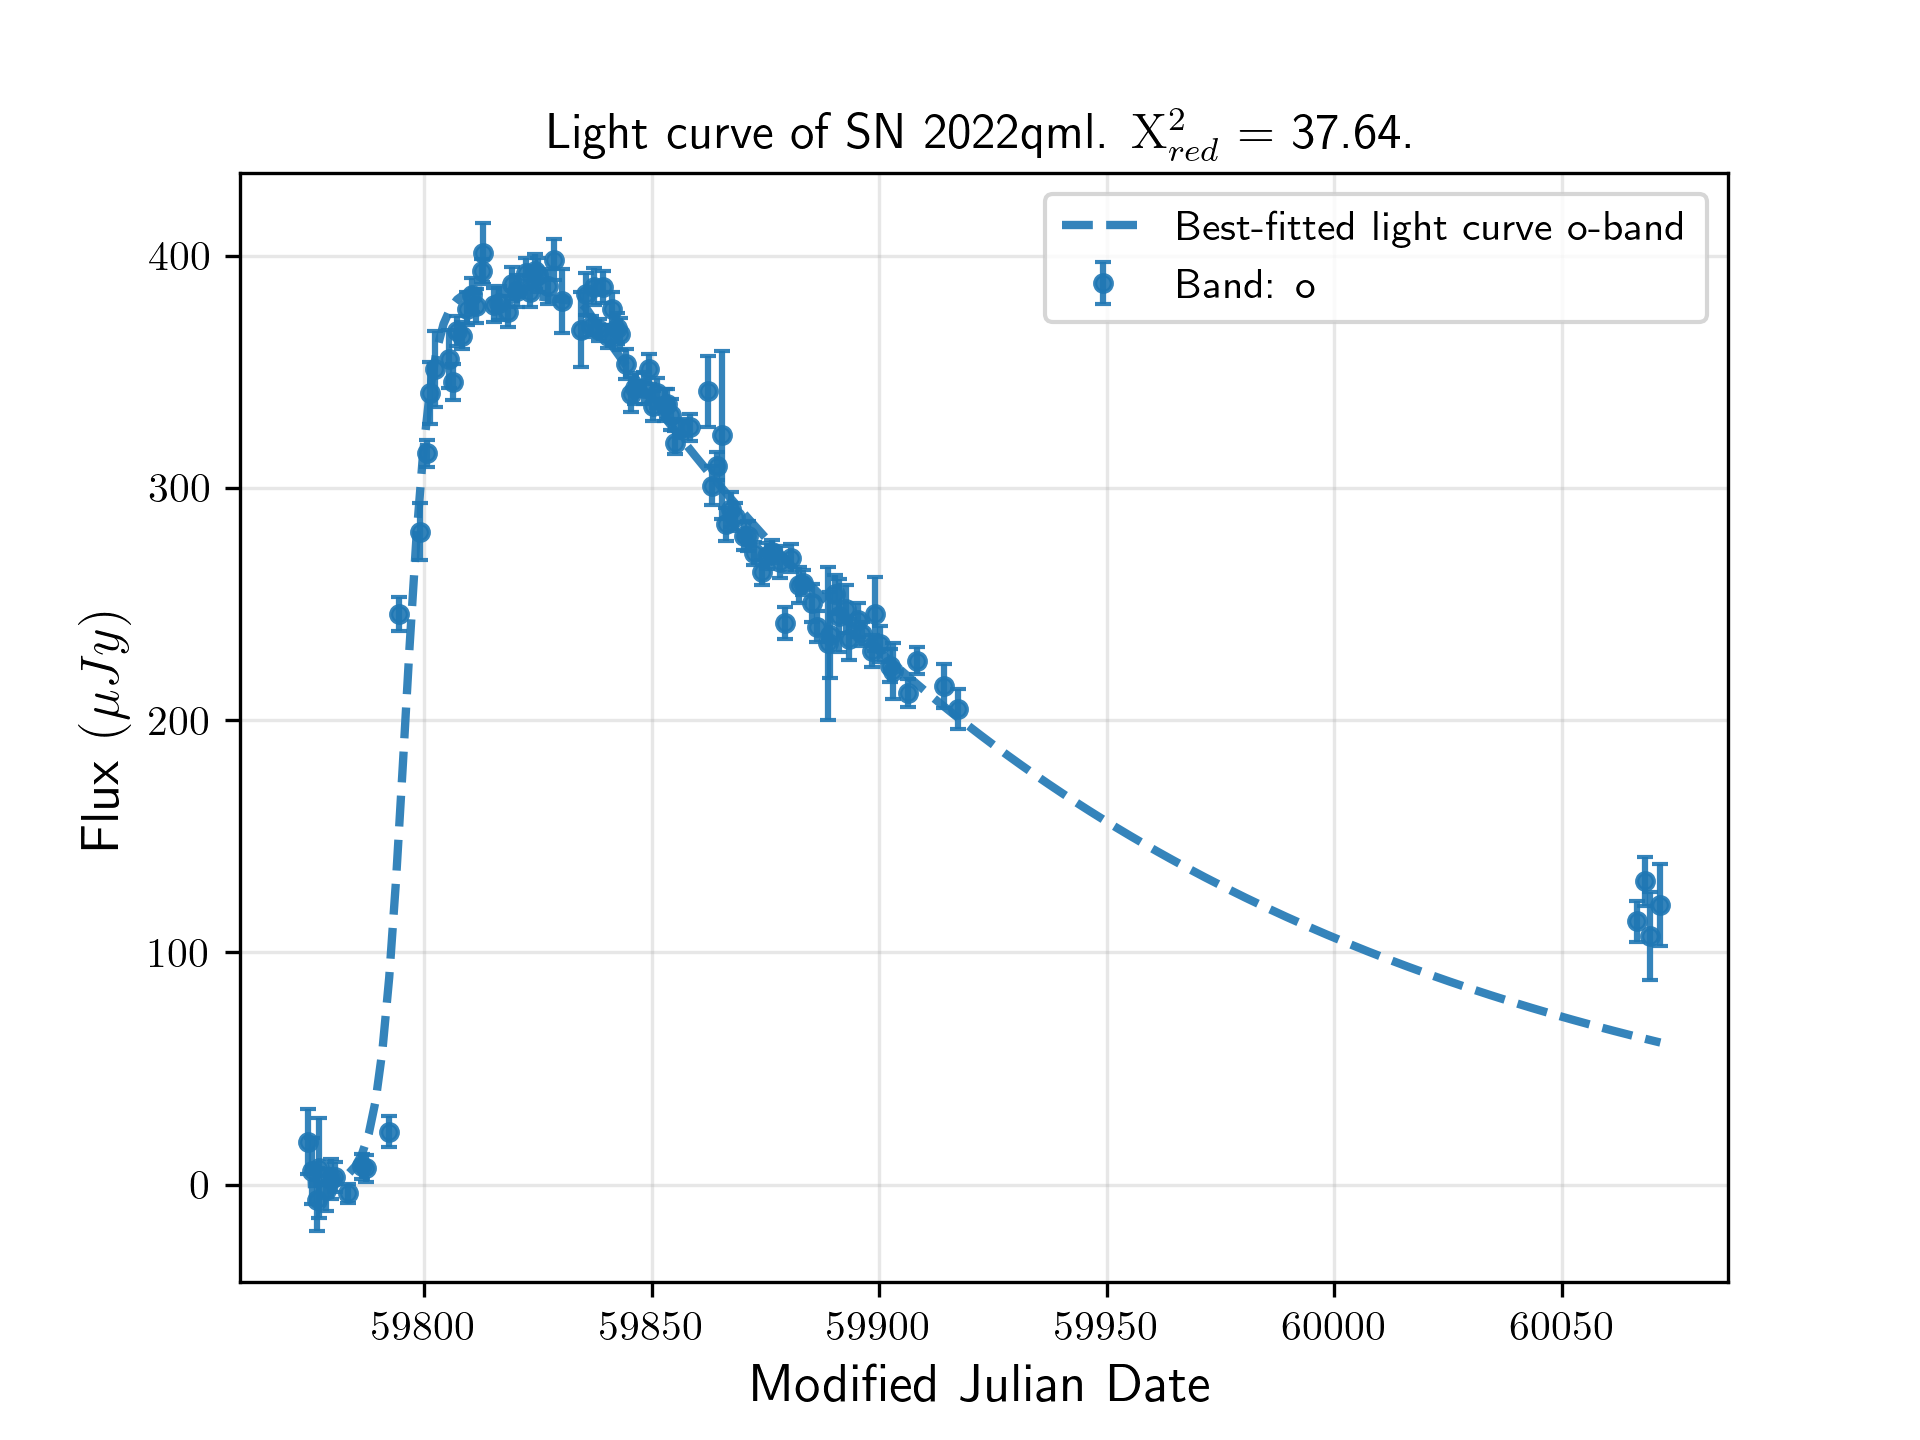 Light curve of SN 2022qml. X²_red = 37.64.
Best-fitted light curve o-band
Band: o
Flux (μJy)
400
300
200
100
0
59800 59850 59900 59950 60000 60050
Modified Julian Date